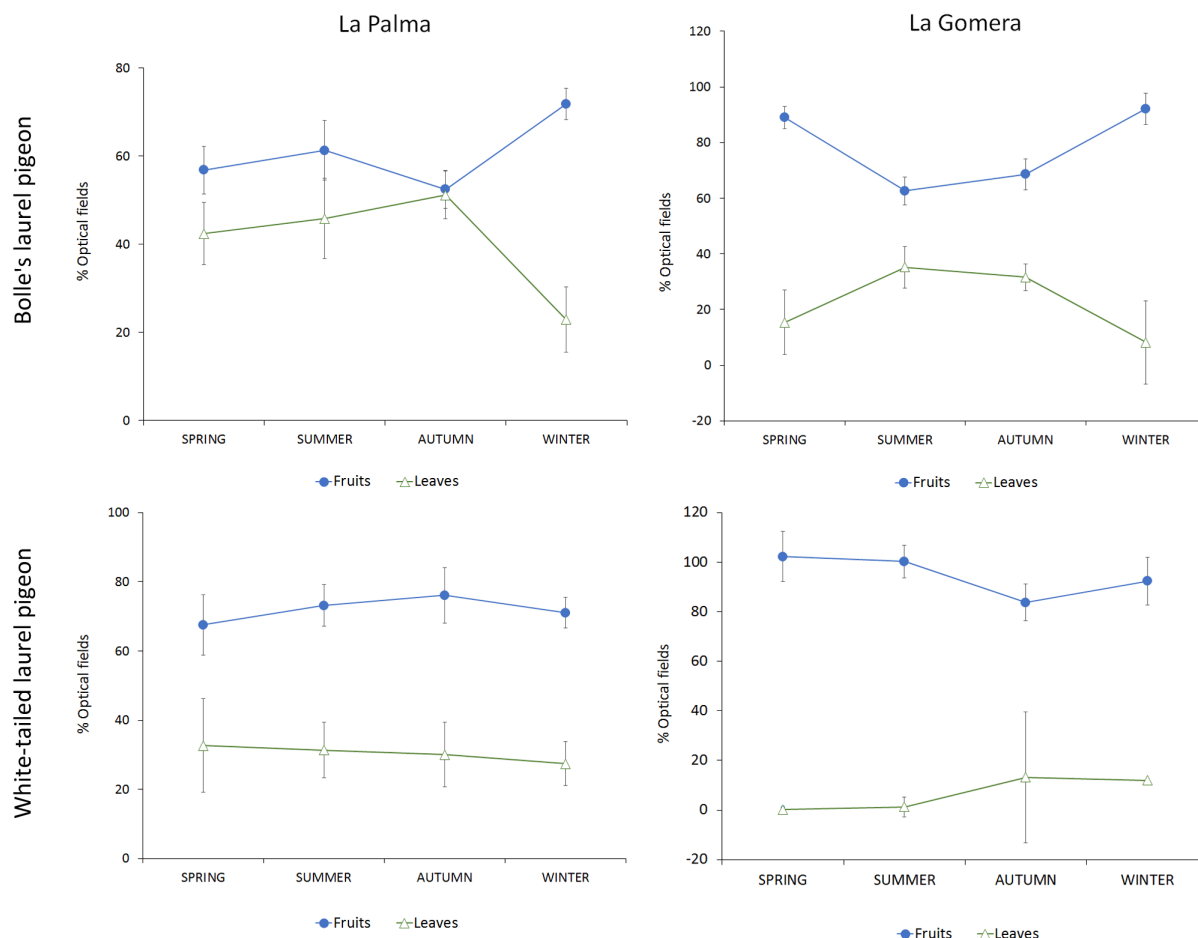 La Palma
La Gomera
Bolle's laurel pigeon
% Optical fields
80
60
40
20
0
SPRING SUMMER AUTUMN WINTER
Fruits Leaves
% Optical fields
120
100
80
60
40
20
0
-20
SPRING SUMMER AUTUMN WINTER
Fruits Leaves
White-tailed laurel pigeon
% Optical fields
100
80
60
40
20
0
SPRING SUMMER AUTUMN WINTER
Fruits Leaves
% Optical fields
120
100
80
60
40
20
0
-20
SPRING SUMMER AUTUMN WINTER
Fruits Leaves